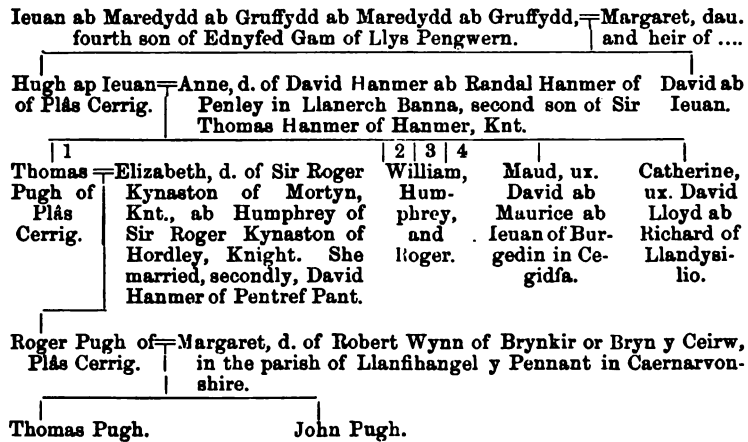 Ieuan ab Maredydd ab Gruffydd ab Maredydd ab Gruffydd, = Margaret, dau.
fourth son of Ednyfed Gam of Llys Pengwern. and heir of ....
Hugh ap Ieuan = Anne, d. of David Hanmer ab Randal Hanmer of David ab
of Plâs Cerrig. Penley in Llanerch Banna, second son of Sir Ieuan.
Thomas Hanmer of Hanmer, Knt.
1 2 3 4
Thomas = Elizabeth, d. of Sir Roger William, Maud, ux. Catherine,
Pugh of Kynaston of Mortyn, Hum- David ab ux. David
Plâs Knt., ab Humphrey of phrey, Maurice ab Lloyd ab
Cerrig. Sir Roger Kynaston of and Ieuan of Bur- Richard of
Hordley, Knight. She Roger. gedin in Ce- Llandysi-
married, secondly, David gidfa. lio.
Hanmer of Pentref Pant.
Roger Pugh of = Margaret, d. of Robert Wynn of Brynkir or Bryn y Ceirw,
Plâs Cerrig. in the parish of Llanfihangel y Pennant in Caernarvon-
shire.
Thomas Pugh. John Pugh.